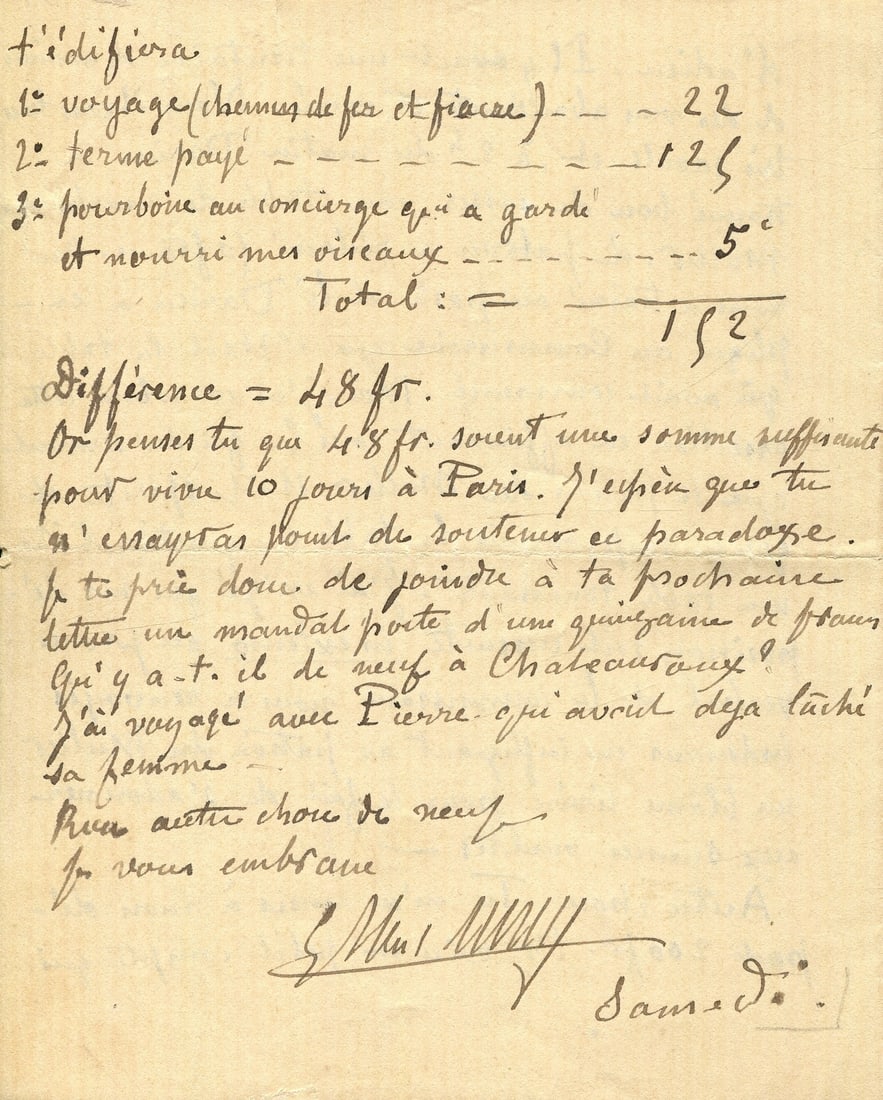 t'édifiera
1º voyage (chemins de fer et fiacre) - - - 22
2º terme payé - - - - - - - - - 125
3º pourboire au concierge qui a gardé
et nourri mes oiseaux - - - - - - - - - 5
Total : = 152
Différence = 48 fr.
Or penses tu que 48 fr. soient une somme suffisante
pour vivre 10 jours à Paris. J'espère que tu
n'essayeras point de soutenir ce paradoxe.
Je te prie donc de joindre à ta prochaine
lettre un mandat poste d'une quinzaine de francs
Qu'y a-t-il de neuf à Chateauroux?
J'ai voyagé avec Pierre qui avait deja lâché
sa femme -
Rien autre chose de neuf
Je vous embrasse
Samedi.